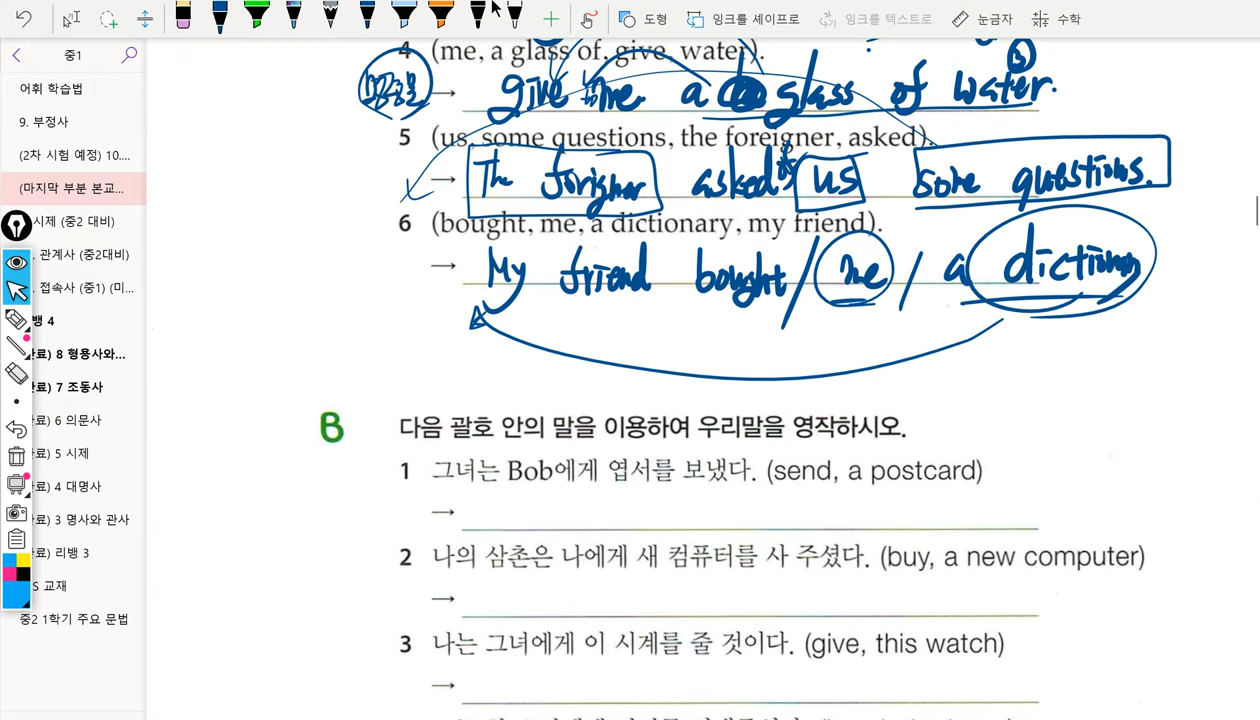 도형
잉크를 셰이프로
잉크를 텍스트로
눈금자
수학
중1
어휘 학습법
9. 부정사
(2차 시험 예정) 10....
(마지막 부분 본교...
시제 (중2 대비)
. 관계사 (중2대비)
. 접속사 (중1) (미...
뱅 4
료) 8 형용사와...
료) 7 조동사
료) 6 의문사
료) 5 시제
료) 4 대명사
료) 3 명사와 관사
료) 리뱅 3
S 교재
중2 1학기 주요 문법
4 (me, a glass of, give, water).
→ give me a glass of water.
5 (us, some questions, the foreigner, asked).
→ The forigner asked us some questions.
6 (bought, me, a dictionary, my friend).
→ My friend bought / me / a dictionary
B 다음 괄호 안의 말을 이용하여 우리말을 영작하시오.
1 그녀는 Bob에게 엽서를 보냈다. (send, a postcard)
→
2 나의 삼촌은 나에게 새 컴퓨터를 사 주셨다. (buy, a new computer)
→
3 나는 그녀에게 이 시계를 줄 것이다. (give, this watch)
→